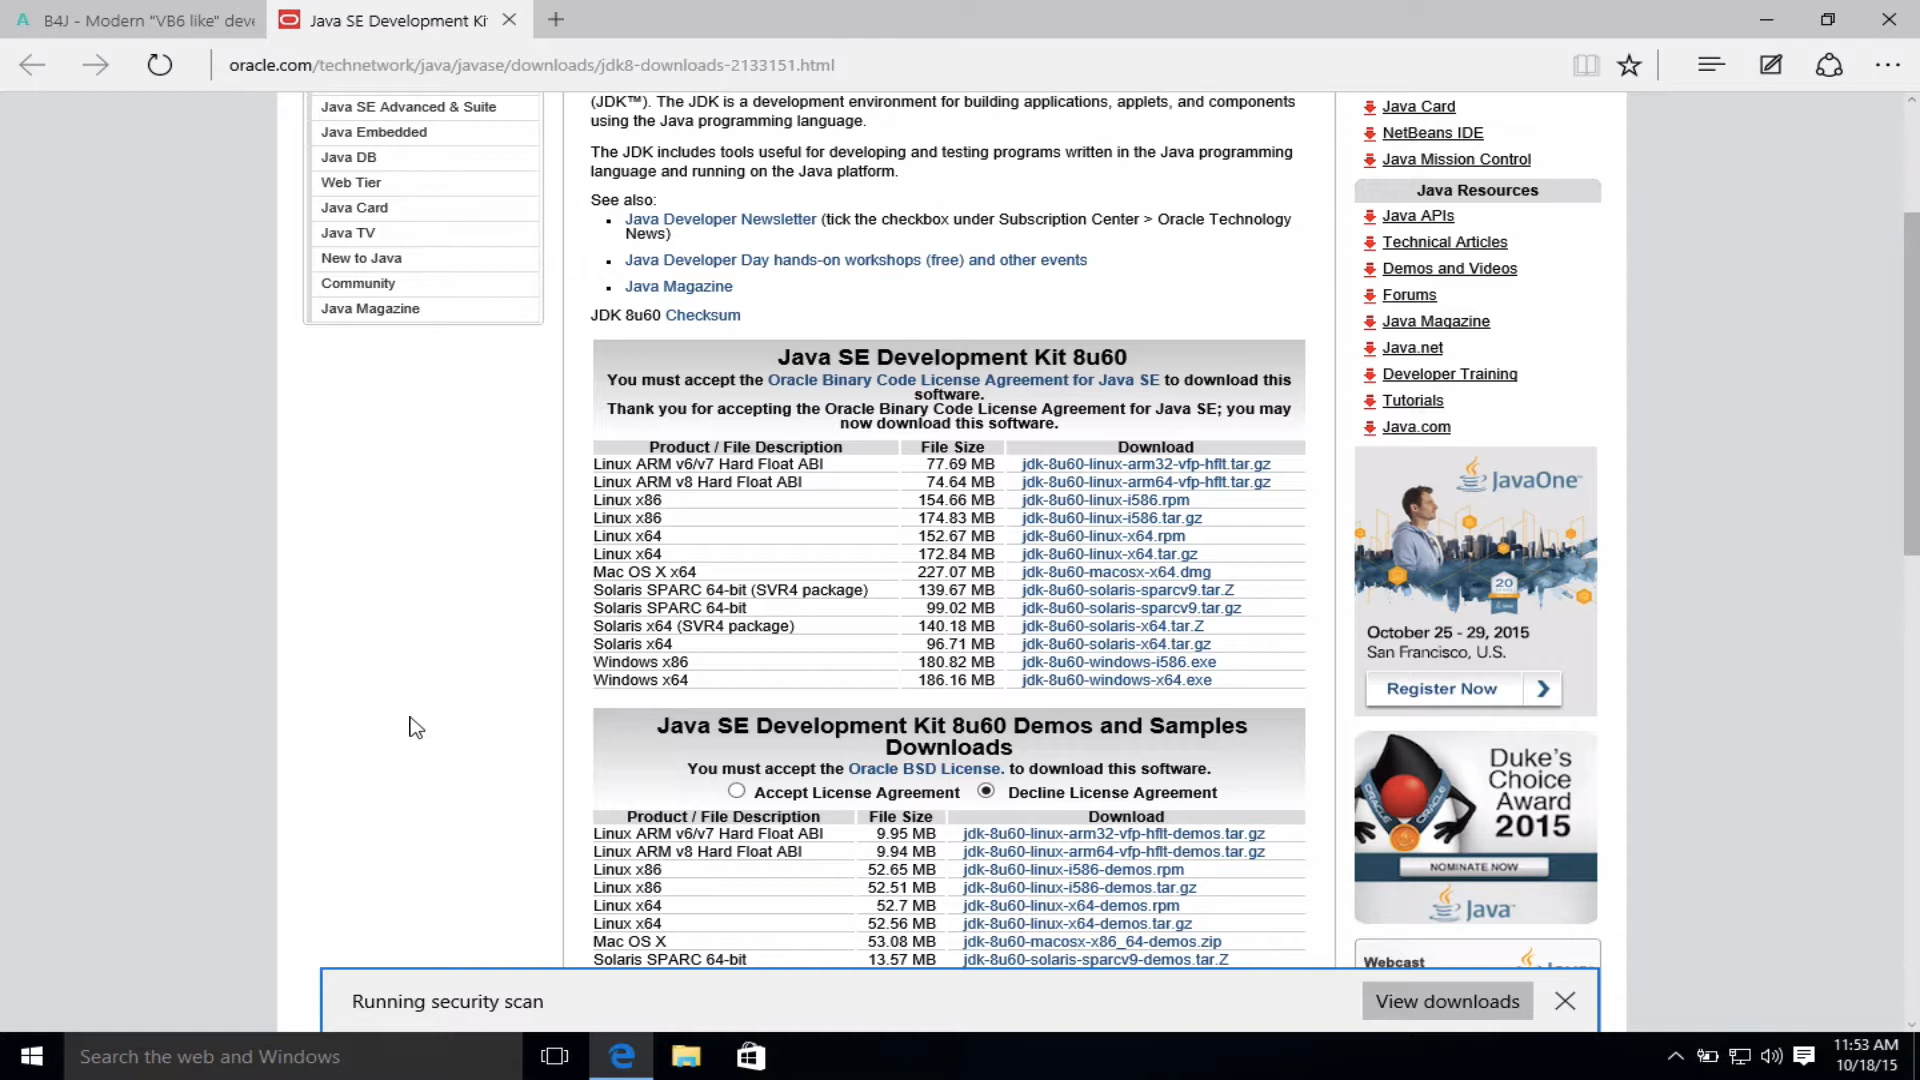 B4J - Modern "VB6 like" deve
Java SE Development Ki
oracle.com/technetwork/java/javase/downloads/jdk8-downloads-2133151.html
Java SE Advanced & Suite
Java Embedded
Java DB
Web Tier
Java Card
Java TV
New to Java
Community
Java Magazine
(JDK™). The JDK is a development environment for building applications, applets, and components
using the Java programming language.
The JDK includes tools useful for developing and testing programs written in the Java programming
language and running on the Java platform.
See also:
Java Developer Newsletter (tick the checkbox under Subscription Center > Oracle Technology
News)
Java Developer Day hands-on workshops (free) and other events
Java Magazine
JDK 8u60 Checksum
Java SE Development Kit 8u60
You must accept the Oracle Binary Code License Agreement for Java SE to download this
software.
Thank you for accepting the Oracle Binary Code License Agreement for Java SE; you may
now download this software.
Product / File Description File Size Download
Linux ARM v6/v7 Hard Float ABI 77.69 MB jdk-8u60-linux-arm32-vfp-hflt.tar.gz
Linux ARM v8 Hard Float ABI 74.64 MB jdk-8u60-linux-arm64-vfp-hflt.tar.gz
Linux x86 154.66 MB jdk-8u60-linux-i586.rpm
Linux x86 174.83 MB jdk-8u60-linux-i586.tar.gz
Linux x64 152.67 MB jdk-8u60-linux-x64.rpm
Linux x64 172.84 MB jdk-8u60-linux-x64.tar.gz
Mac OS X x64 227.07 MB jdk-8u60-macosx-x64.dmg
Solaris SPARC 64-bit (SVR4 package) 139.67 MB jdk-8u60-solaris-sparcv9.tar.Z
Solaris SPARC 64-bit 99.02 MB jdk-8u60-solaris-sparcv9.tar.gz
Solaris x64 (SVR4 package) 140.18 MB jdk-8u60-solaris-x64.tar.Z
Solaris x64 96.71 MB jdk-8u60-solaris-x64.tar.gz
Windows x86 180.82 MB jdk-8u60-windows-i586.exe
Windows x64 186.16 MB jdk-8u60-windows-x64.exe
Java SE Development Kit 8u60 Demos and Samples
Downloads
You must accept the Oracle BSD License. to download this software.
Accept License Agreement Decline License Agreement
Product / File Description File Size Download
Linux ARM v6/v7 Hard Float ABI 9.95 MB jdk-8u60-linux-arm32-vfp-hflt-demos.tar.gz
Linux ARM v8 Hard Float ABI 9.94 MB jdk-8u60-linux-arm64-vfp-hflt-demos.tar.gz
Linux x86 52.65 MB jdk-8u60-linux-i586-demos.rpm
Linux x86 52.51 MB jdk-8u60-linux-i586-demos.tar.gz
Linux x64 52.7 MB jdk-8u60-linux-x64-demos.rpm
Linux x64 52.56 MB jdk-8u60-linux-x64-demos.tar.gz
Mac OS X 53.08 MB jdk-8u60-macosx-x86_64-demos.zip
Solaris SPARC 64-bit 13.57 MB jdk-8u60-solaris-sparcv9-demos.tar.Z
Java Card
NetBeans IDE
Java Mission Control
Java Resources
Java APIs
Technical Articles
Demos and Videos
Forums
Java Magazine
Java.net
Developer Training
Tutorials
Java.com
JavaOne™
20
October 25 - 29, 2015
San Francisco, U.S.
Register Now
Duke's
Choice
Award
2015
NOMINATE NOW
Java™
Webcast
Running security scan
View downloads
Search the web and Windows
11:53 AM
10/18/15